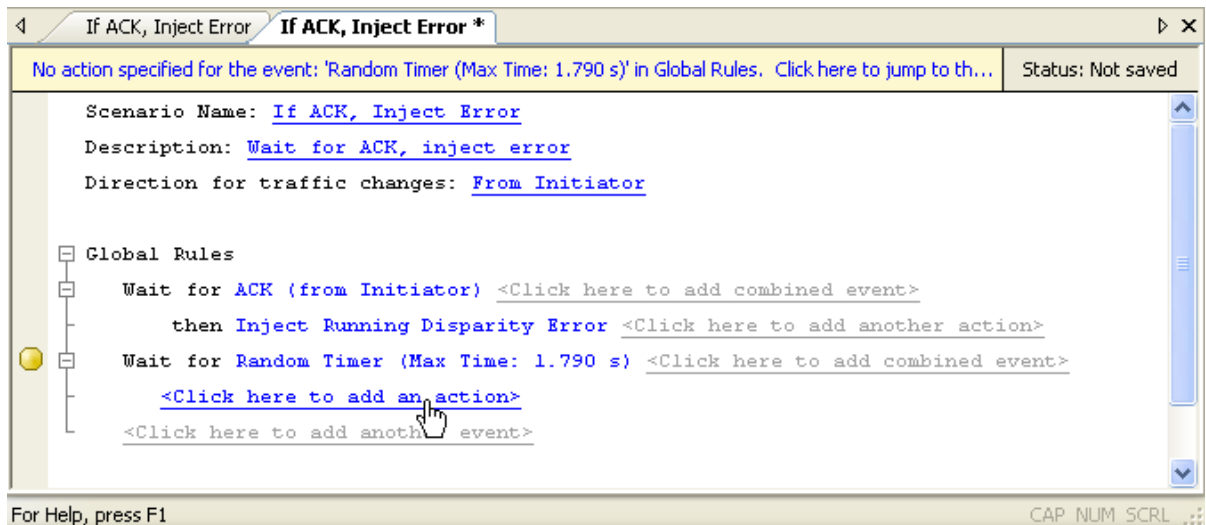 If ACK, Inject Error If ACK, Inject Error *
No action specified for the event: 'Random Timer (Max Time: 1.790 s)' in Global Rules. Click here to jump to th... Status: Not saved
Scenario Name: If ACK, Inject Error
Description: Wait for ACK, inject error
Direction for traffic changes: From Initiator
Global Rules
Wait for ACK (from Initiator) <Click here to add combined event>
then Inject Running Disparity Error <Click here to add another action>
Wait for Random Timer (Max Time: 1.790 s) <Click here to add combined event>
<Click here to add an action>
<Click here to add another event>
For Help, press F1 CAP NUM SCRL